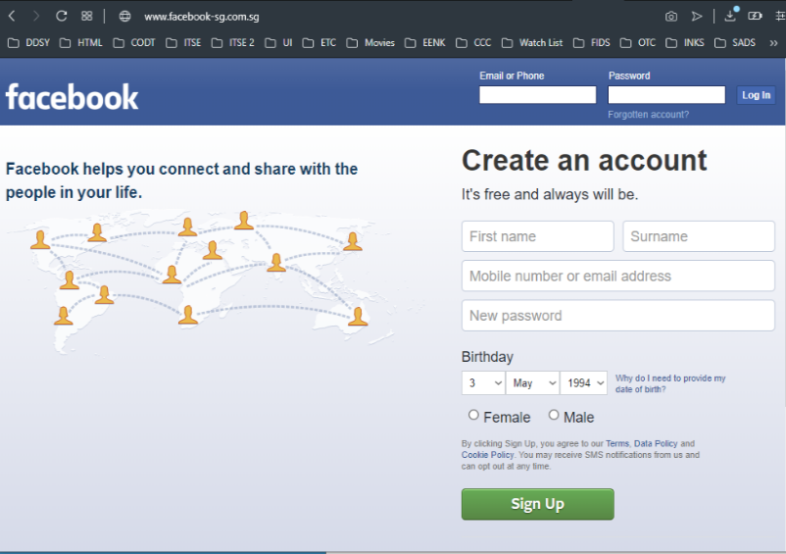 www.facebook-sg.com.sg
DDSY HTML CODT ITSE ITSE 2 UI ETC Movies EENK CCC Watch List FIDS OTC INKS SADS »
Email or Phone Password
facebook
Log In
Forgotten account?
Facebook helps you connect and share with the
people in your life.
Create an account
It's free and always will be.
First name Surname
Mobile number or email address
New password
Birthday
3 May 1994
Why do I need to provide my
date of birth?
Female Male
By clicking Sign Up, you agree to our Terms, Data Policy and
Cookie Policy. You may receive SMS notifications from us and
can opt out at any time.
Sign Up